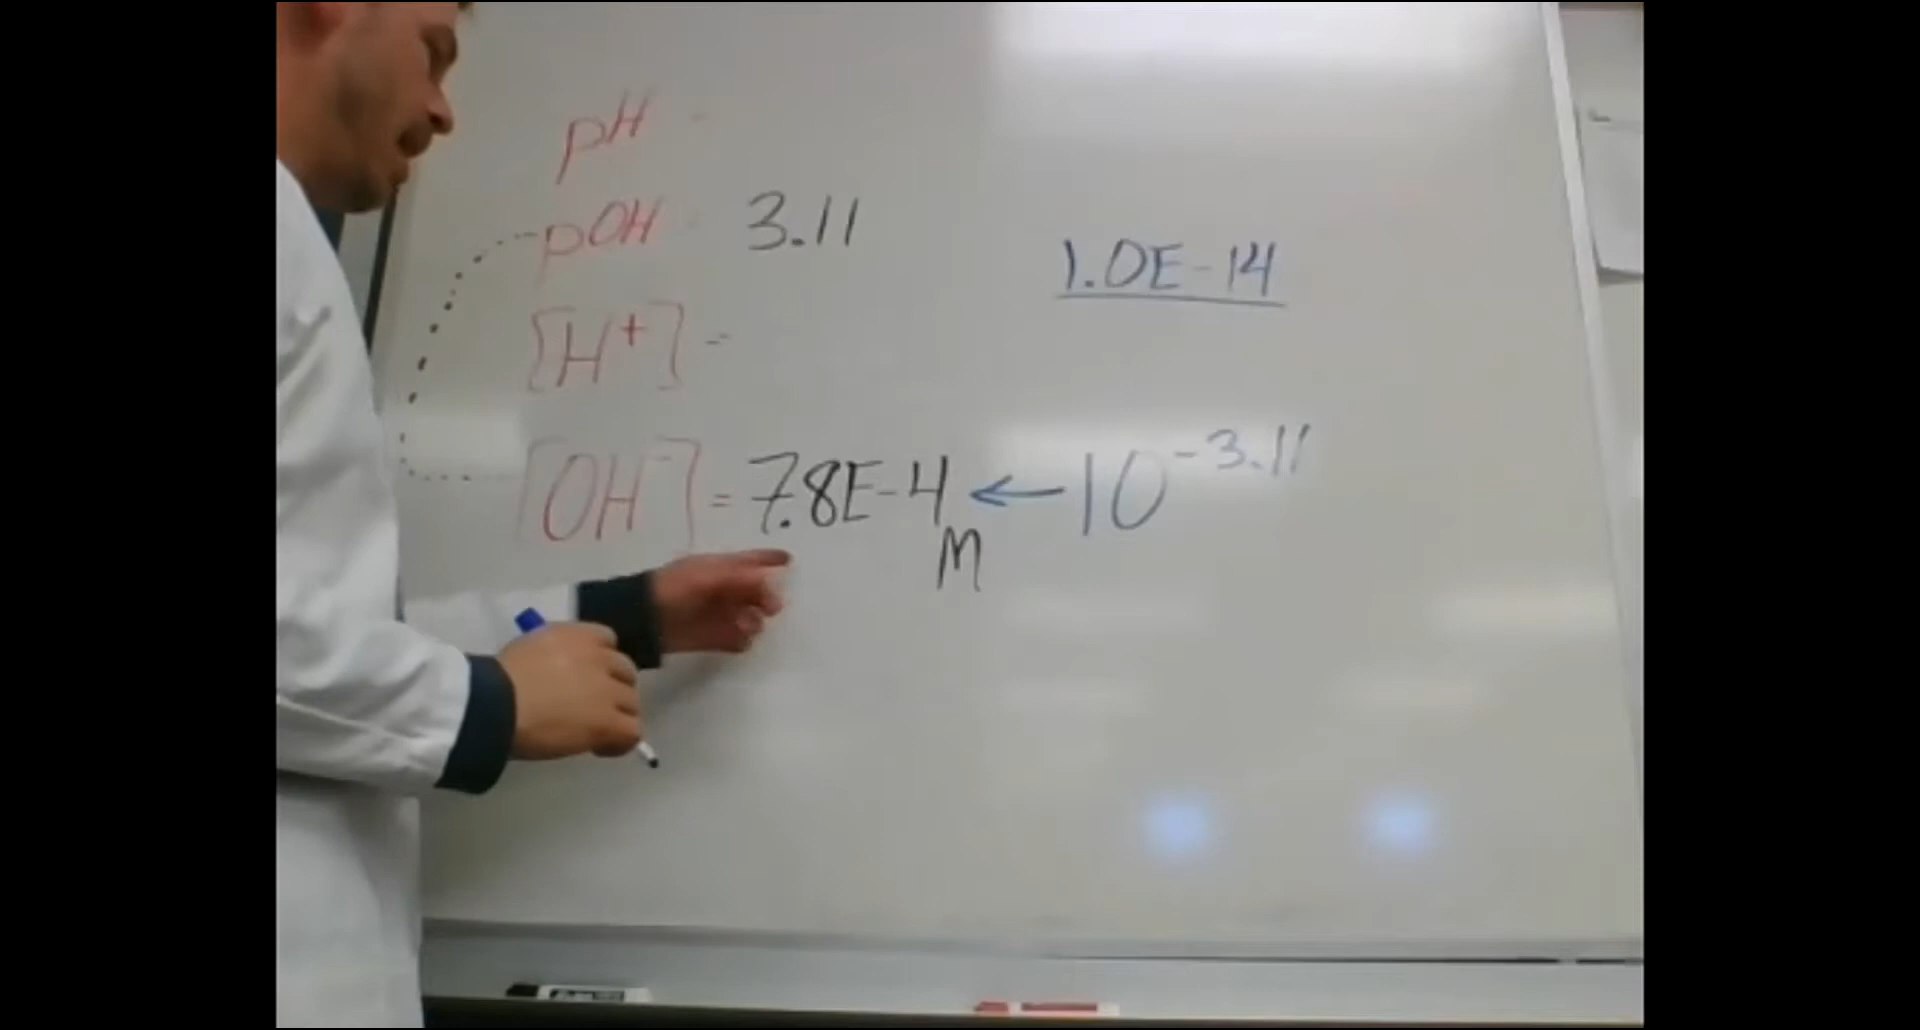 pH -
pOH - 3.11
1.0E-14
[H+] =
[OH-] = 7.8E-4 ← 10-3.11
M